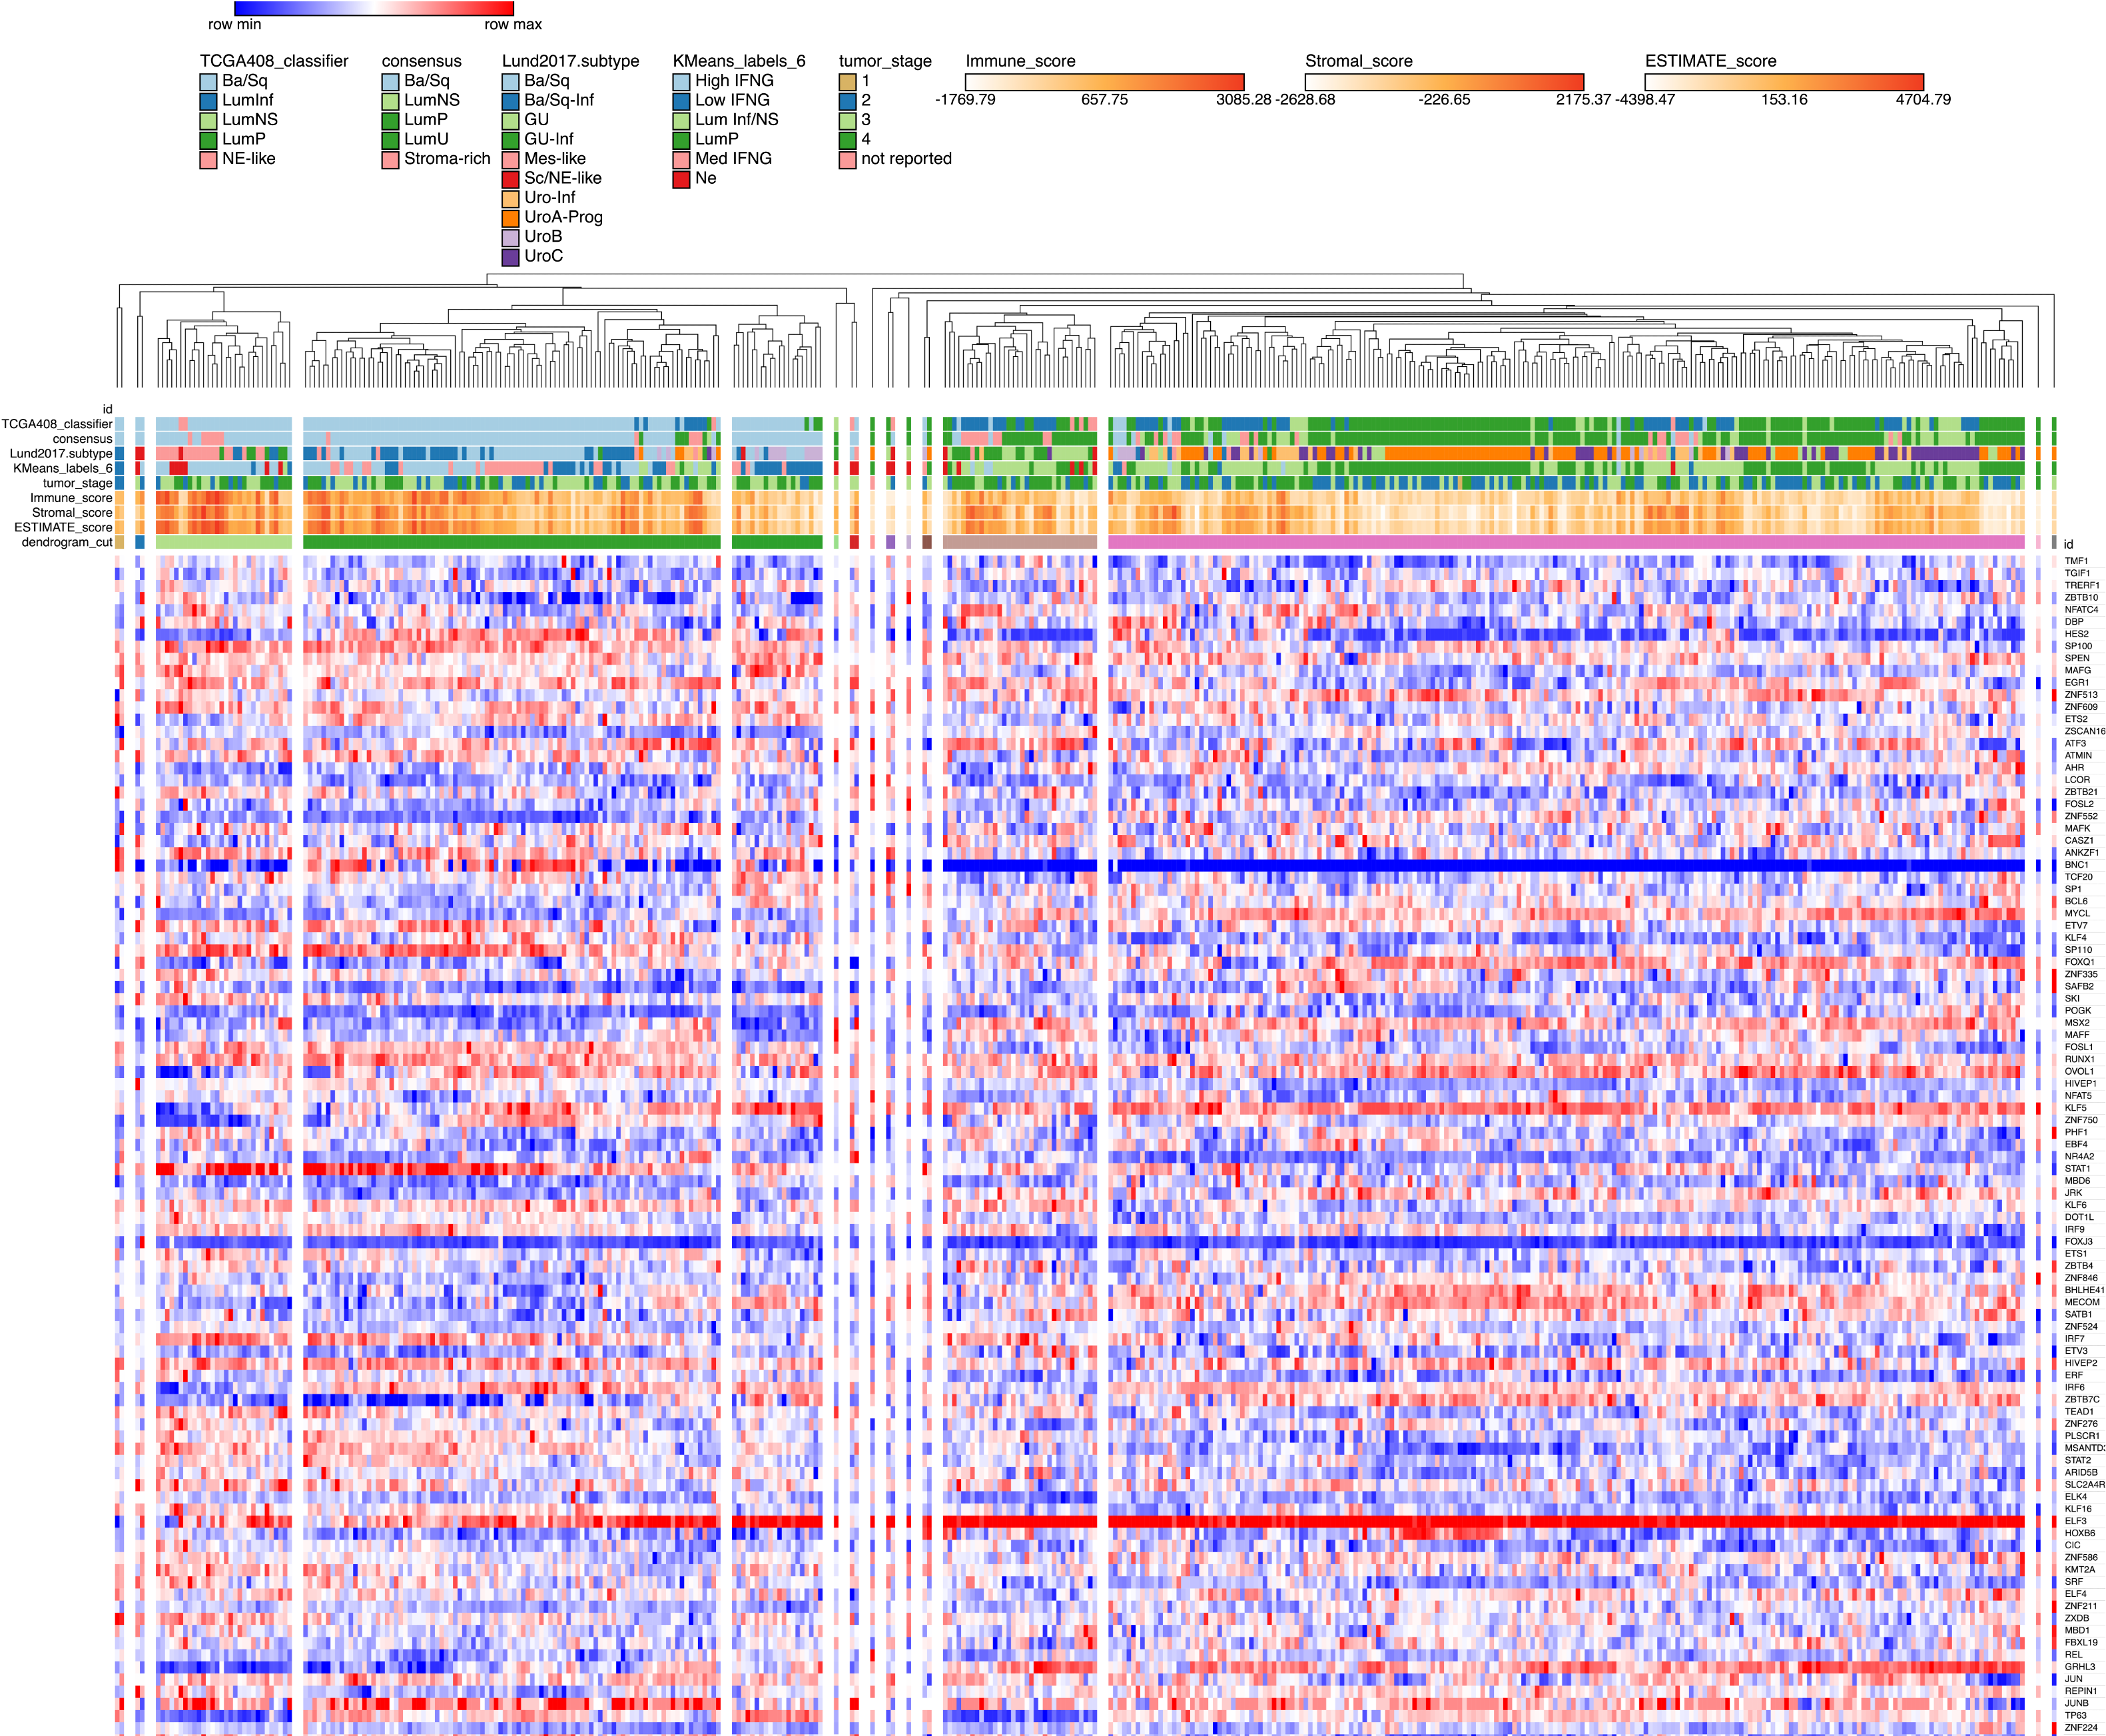 row min row max
TCGA408_classifier consensus Lund2017.subtype KMeans_labels_6 tumor_stage Immune_score Stromal_score ESTIMATE_score
Ba/Sq Ba/Sq Ba/Sq High IFNG 1
LumInf LumNS Ba/Sq-Inf Low IFNG 2 -1769.79 657.75 3085.28 -2628.68 -226.65 2175.37 -4398.47 153.16 4704.79
LumNS LumP GU Lum Inf/NS 3
LumP LumU GU-Inf LumP 4
NE-like Stroma-rich Mes-like Med IFNG not reported
Sc/NE-like Ne
Uro-Inf
UroA-Prog
UroB
UroC
id
TCGA408_classifier
consensus
Lund2017.subtype
KMeans_labels_6
tumor_stage
Immune_score
Stromal_score
ESTIMATE_score
dendrogram_cut
id
TMF1
TGIF1
TRERF1
ZBTB10
NFATC4
DBP
HES2
SP100
SPEN
MAFG
EGR1
ZNF513
ZNF609
ETS2
ZSCAN16
ATF3
ATMIN
AHR
LCOR
ZBTB21
FOSL2
ZNF552
MAFK
CASZ1
ANKZF1
BNC1
TCF20
SP1
BCL6
MYCL
ETV7
KLF4
SP110
FOXQ1
ZNF335
SAFB2
SKI
POGK
MSX2
MAFF
FOSL1
RUNX1
OVOL1
HIVEP1
NFAT5
KLF5
ZNF750
PHF1
EBF4
NR4A2
STAT1
MBD6
JRK
KLF6
DOT1L
IRF9
FOXJ3
ETS1
ZBTB4
ZNF846
BHLHE41
MECOM
SATB1
ZNF524
IRF7
ETV3
HIVEP2
ERF
IRF6
ZBTB7C
TEAD1
ZNF276
PLSCR1
MSANTD3
STAT2
ARID5B
SLC2A4R
ELK4
KLF16
ELF3
HOXB6
CIC
ZNF586
KMT2A
SRF
ELF4
ZNF211
ZXDB
MBD1
FBXL19
REL
GRHL3
JUN
REPIN1
JUNB
TP63
ZNF224